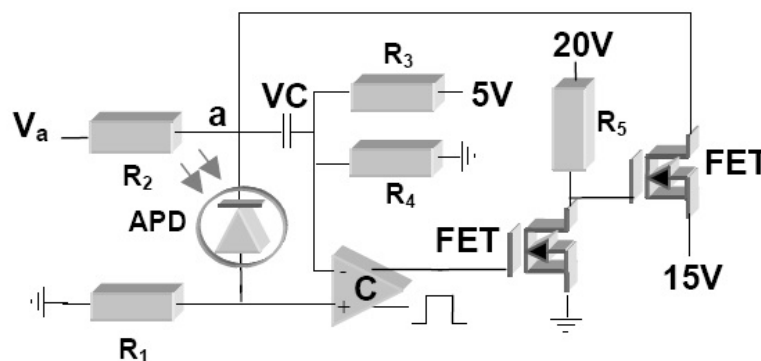 20V
R3
a
VC
5V
Va
R5
R2
R4
FET
APD
FET
-
C
+
15V
R1